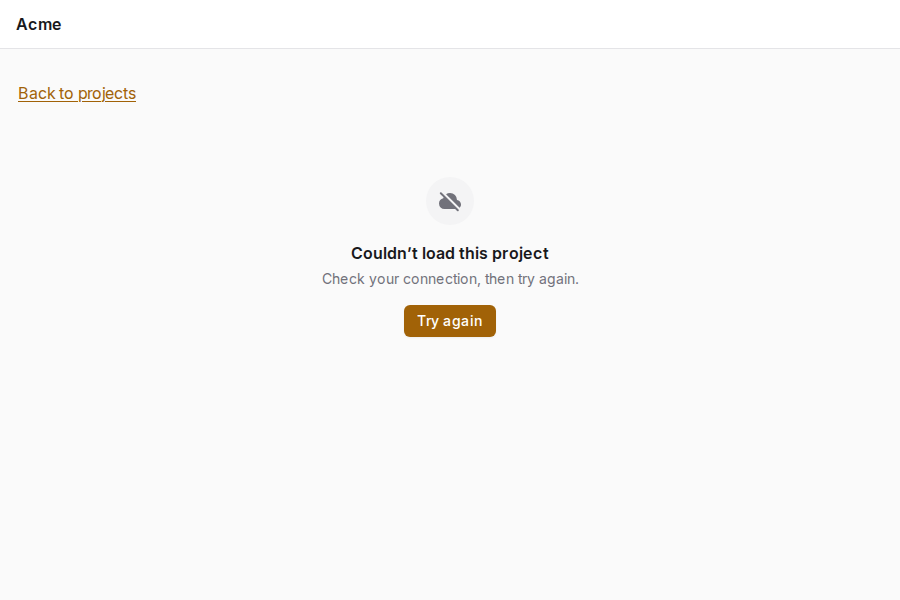 Acme
Back to projects
Couldn’t load this project
Check your connection, then try again.
Try again